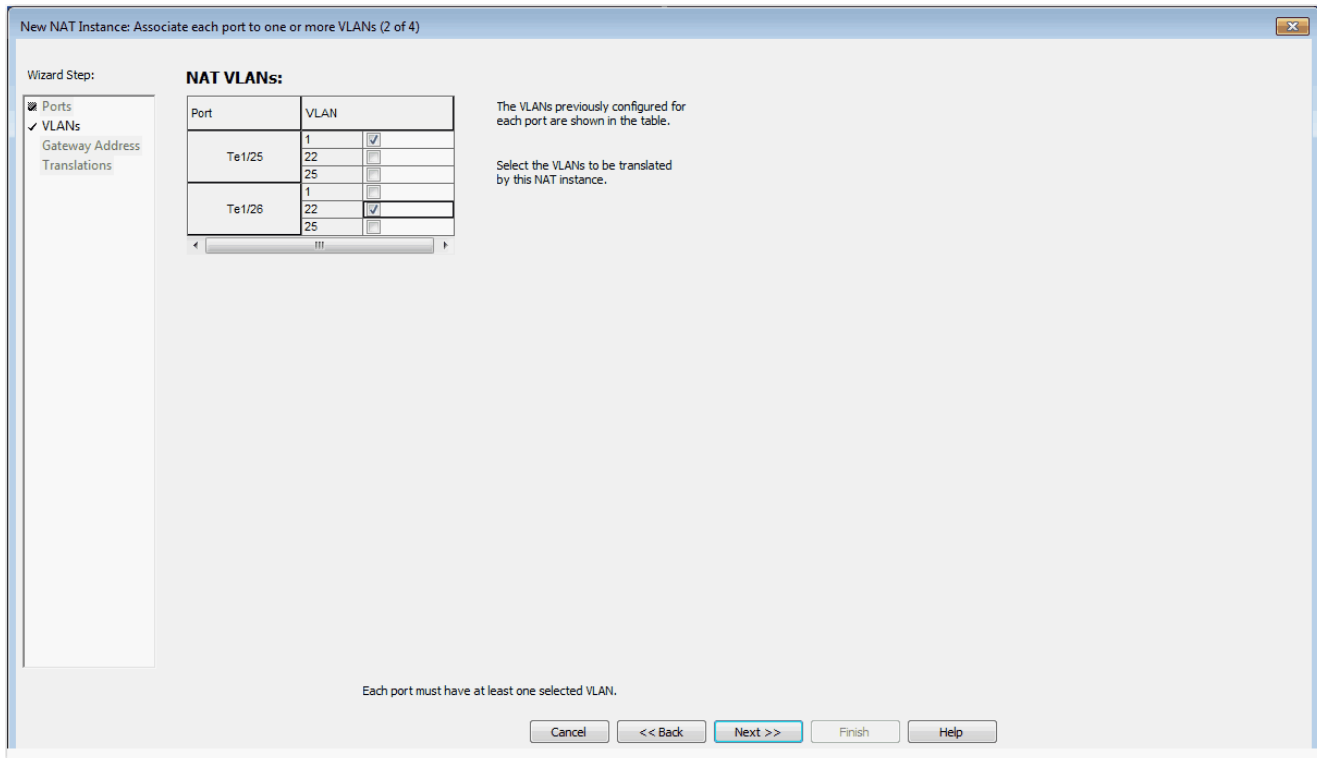 New NAT Instance: Associate each port to one or more VLANs (2 of 4)
Wizard Step:
Ports
VLANs
Gateway Address
Translations
NAT VLANs:
Port VLAN
Te1/25
1
22
25
Te1/26
1
22
25
The VLANs previously configured for
each port are shown in the table.
Select the VLANs to be translated
by this NAT instance.
Each port must have at least one selected VLAN.
Cancel << Back Next >> Finish Help